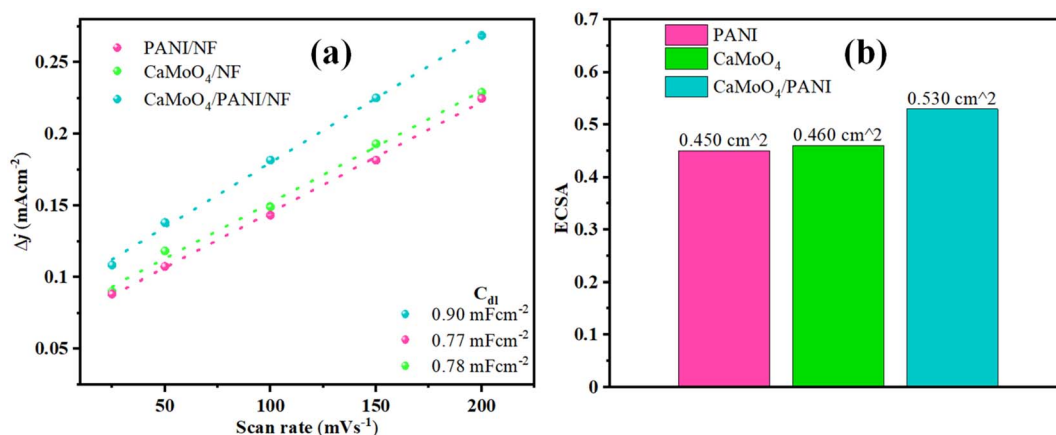 PANI/NF
CaMoO₄/NF
CaMoO₄/PANI/NF
(a)
0.25
0.2
0.15
0.1
0.05
Δj (mAcm⁻²)
C_dl
0.90 mFcm⁻²
0.77 mFcm⁻²
0.78 mFcm⁻²
50 100 150 200
Scan rate (mVs⁻¹)
PANI
CaMoO₄
CaMoO₄/PANI
(b)
0.7
0.6
0.5
0.4
0.3
0.2
0.1
0
ECSA
0.450 cm^2
0.460 cm^2
0.530 cm^2